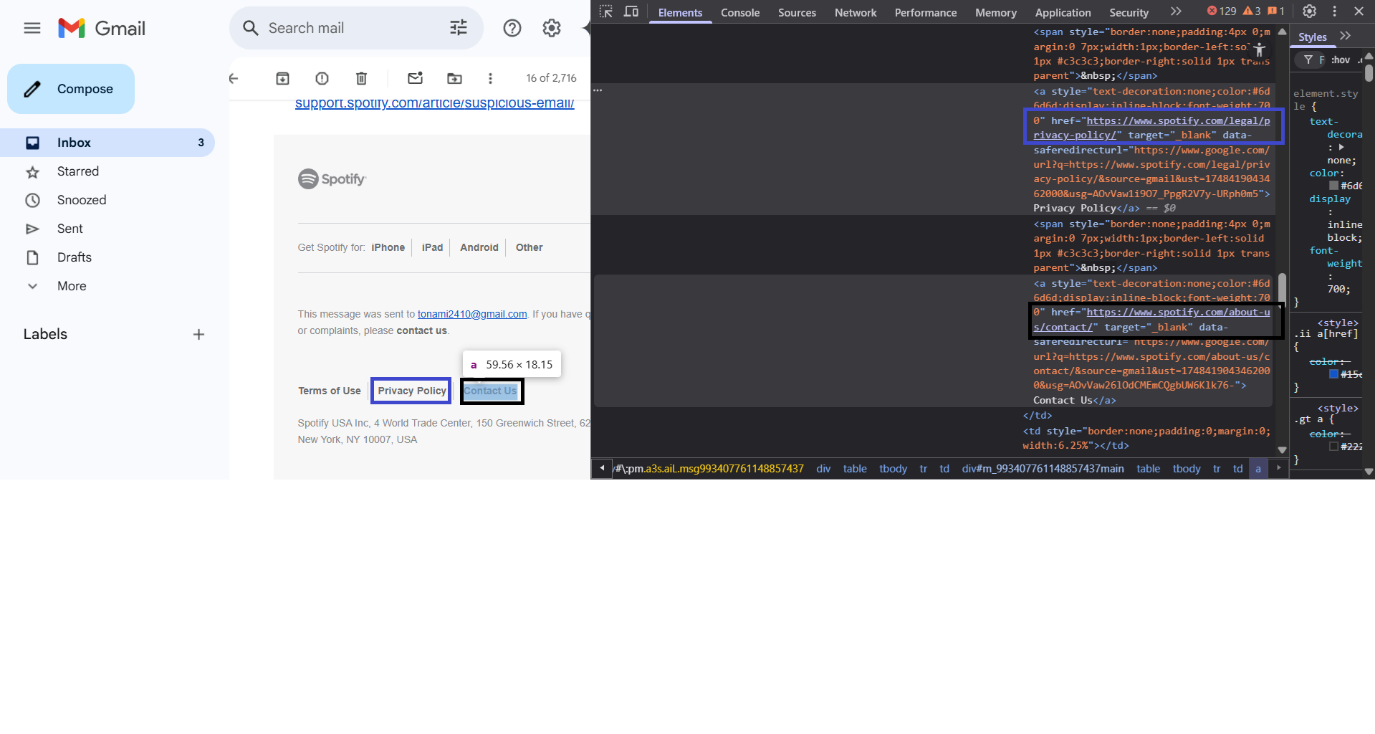 Gmail
Search mail
Compose
Inbox 3
Starred
Snoozed
Sent
Drafts
More
Labels
16 of 2,716
support.spotify.com/article/suspicious-email/
Spotify
Get Spotify for: iPhone iPad Android Other
This message was sent to tonami2410@gmail.com. If you have
or complaints, please contact us.
a 59.56 × 18.15
Terms of Use Privacy Policy Contact Us
Spotify USA Inc, 4 World Trade Center, 150 Greenwich Street, 62
New York, NY 10007, USA
Elements Console Sources Network Performance Memory Application Security 129 3 1
<span style="border:none;padding:4px 0;m
argin:0 7px;width:1px;border-left:so
1px #c3c3c3;border-right:solid 1px trans
parent">&nbsp;</span>
<a style="text-decoration:none;color:#6d
6d6d;display:inline-block;font-weight:70
0" href="https://www.spotify.com/legal/p
rivacy-policy/" target="_blank" data-
saferedirecturl="https://www.google.com/
url?q=https://www.spotify.com/legal/priv
acy-policy/&source=gmail&ust=17484190434
62000&usg=AOvVaw1i9O7_PpgR2V7y-URph0m5">
Privacy Policy</a> == $0
<span style="border:none;padding:4px 0;m
argin:0 7px;width:1px;border-left:solid
1px #c3c3c3;border-right:solid 1px trans
parent">&nbsp;</span>
<a style="text-decoration:none;color:#6d
6d6d;display:inline-block;font-weight:70
0" href="https://www.spotify.com/about-u
s/contact/" target="_blank" data-
saferedirecturl="https://www.google.com/
url?q=https://www.spotify.com/about-us/c
ontact/&source=gmail&ust=174841904346200
0&usg=AOvVaw26lOdCMEmCQgbUW6Klk76-">
Contact Us</a>
</td>
<td style="border:none;padding:0;margin:0;
width:6.25%"></td>
#\:pm.a3s.aiL.msg993407761148857437 div table tbody tr td div#m_993407761148857437main table tbody tr td a
Styles
:hov
element.sty
le {
text-
decora
:
none;
color:
#6d6
display
:
inline
block;
font-
weight
:
700;
}
<style>
.ii a[href]
{
color:
#15c
}
<style>
.gt a {
color:
#222
}